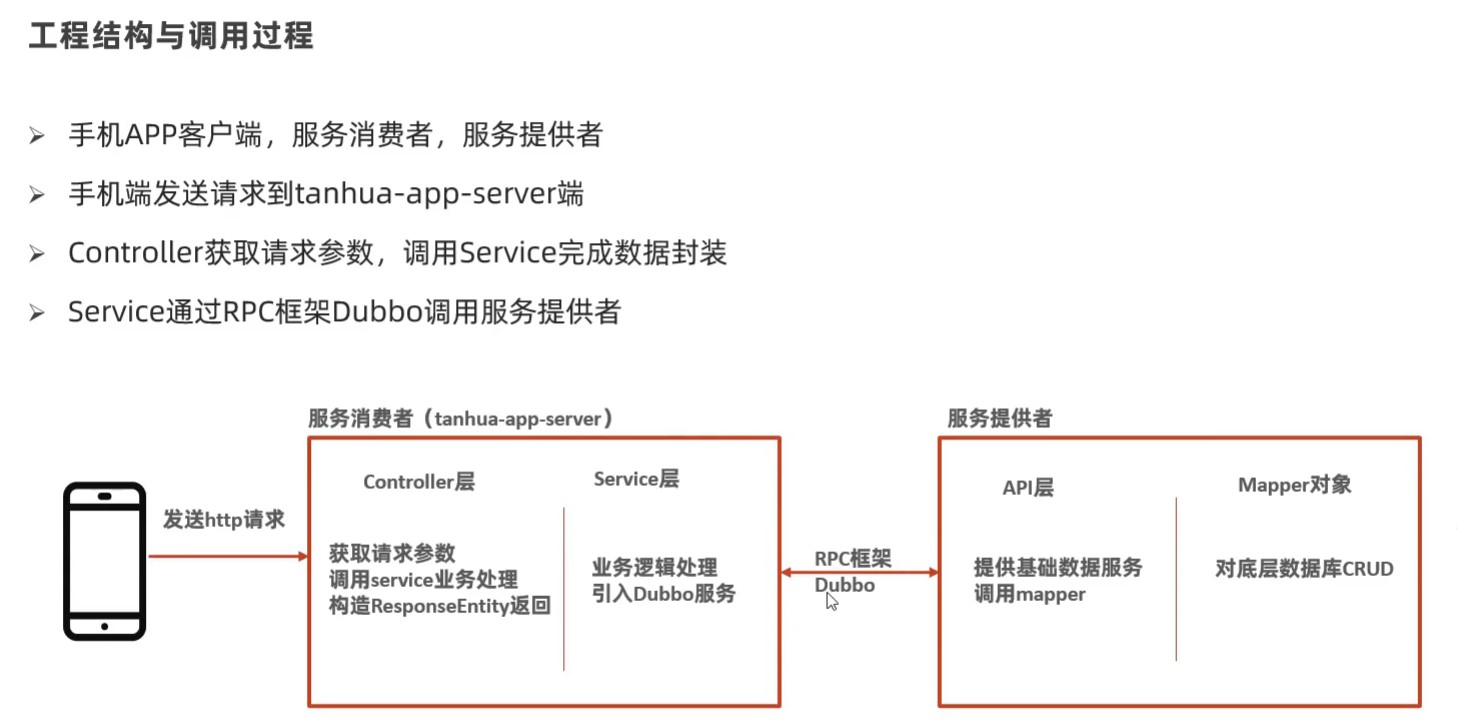 工程结构与调用过程
手机APP客户端，服务消费者，服务提供者
手机端发送请求到tanhua-app-server端
Controller获取请求参数，调用Service完成数据封装
Service通过RPC框架Dubbo调用服务提供者
发送http请求
服务消费者（tanhua-app-server）
Controller层
获取请求参数
调用service业务处理
构造ResponseEntity返回
Service层
业务逻辑处理
引入Dubbo服务
RPC框架
Dubbo
服务提供者
API层
提供基础数据服务
调用mapper
Mapper对象
对底层数据库CRUD